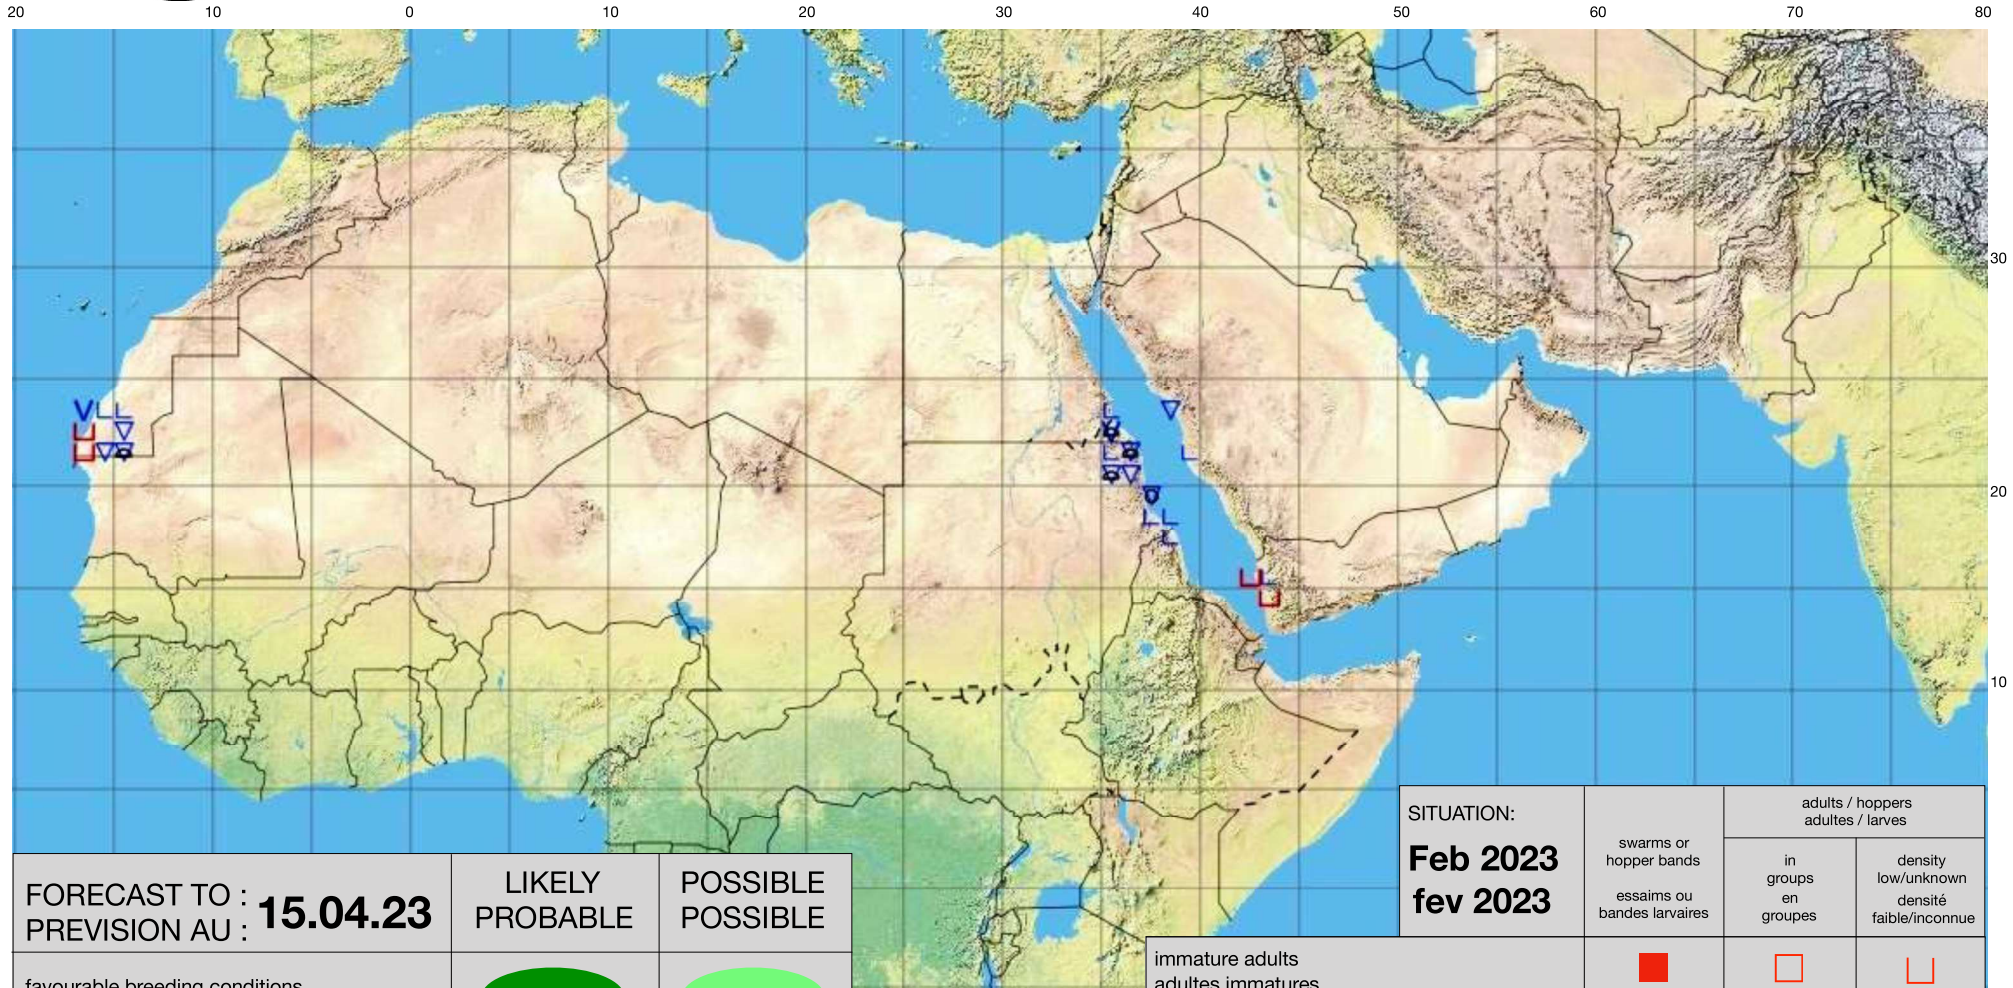 20 10 0 10 20 30 40 50 60 70 80
30
20
10
SITUATION:
Feb 2023
fev 2023
swarms or
hopper bands
essaims ou
bandes larvaires
adults / hoppers
adultes / larves
in
groups
en
groupes
density
low/unknown
densité
faible/inconnue
FORECAST TO :
PREVISION AU :
15.04.23
LIKELY
PROBABLE
POSSIBLE
POSSIBLE
immature adults
adultes immatures
favourable breeding conditions